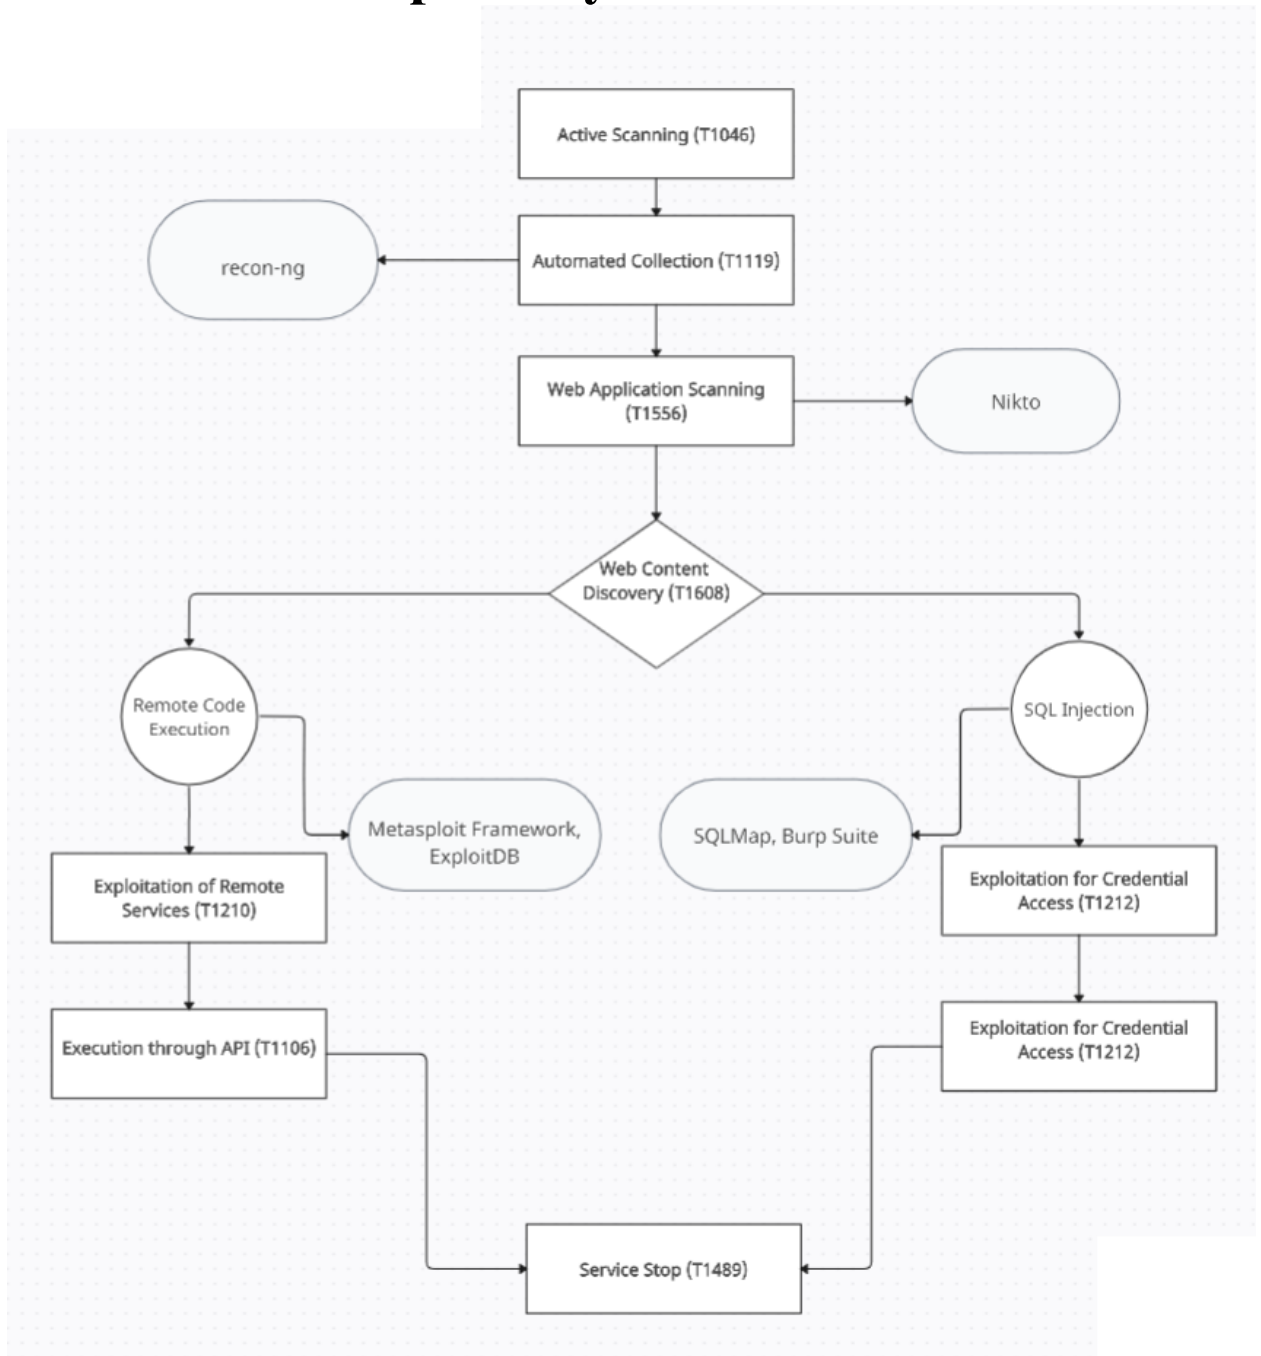 Active Scanning (T1046)
Automated Collection (T1119)
recon-ng
Web Application Scanning
(T1556)
Nikto
Web Content
Discovery (T1608)
Remote Code
Execution
SQL Injection
Metasploit Framework,
ExploitDB
SQLMap, Burp Suite
Exploitation of Remote
Services (T1210)
Exploitation for Credential
Access (T1212)
Execution through API (T1106)
Exploitation for Credential
Access (T1212)
Service Stop (T1489)